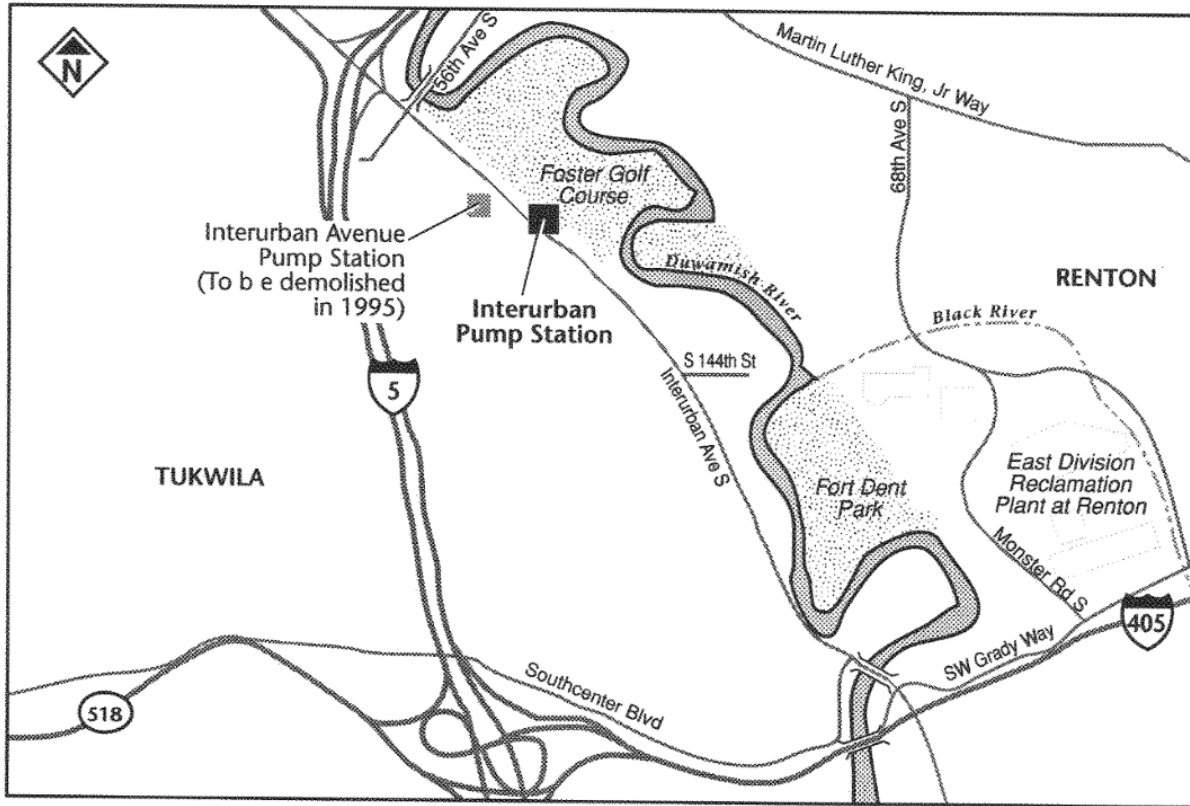 N
56th Ave S
Martin Luther King, Jr Way
68th Ave S
Foster Golf
Course
Interurban Avenue
Pump Station
(To b e demolished
in 1995)
Interurban
Pump Station
Duwamish River
RENTON
Black River
S 144th St
5
Interurban Ave S
TUKWILA
East Division
Reclamation
Plant at Renton
Fort Dent
Park
Monster Rd S
405
SW Grady Way
Southcenter Blvd
518